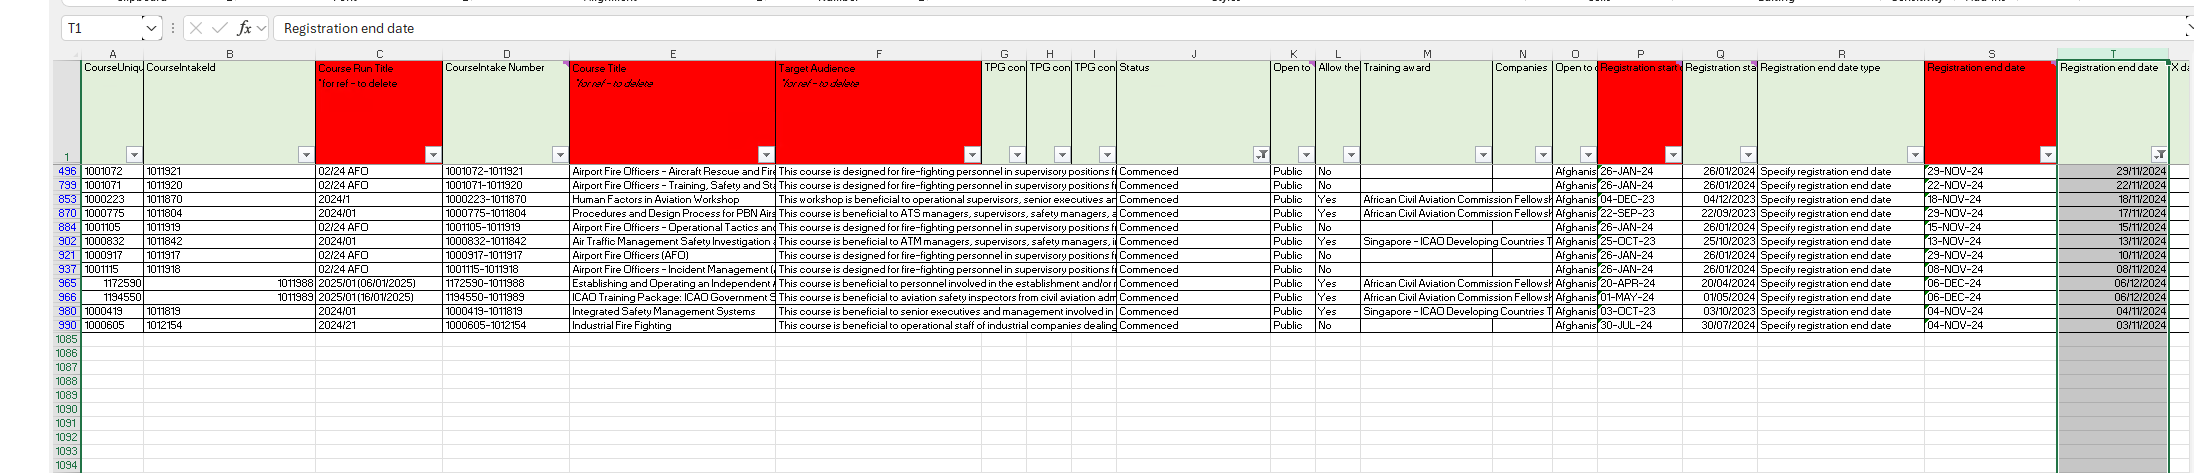 Styles
Sensitivity
T1 fx Registration end date
A B C D E F G H I J K L M N O P Q R S T
CourseUniqu CourseIntakeId Course Run Title CourseIntake Number Course Title Target Audience TPG con TPG con TPG con Status Open to Allow the Training award Companies Open to Registration start Registration sta Registration end date type Registration end date Registration end date X da
*for ref - to delete *for ref - to delete *for ref - to delete
1
496 1001072 1011921 02/24 AFO 1001072-1011921 Airport Fire Officers - Aircraft Rescue and Fire This course is designed for fire-fighting personnel in supervisory positions f Commenced Public No Afghanis 26-JAN-24 26/01/2024 Specify registration end date 29-NOV-24 29/11/2024
799 1001071 1011920 02/24 AFO 1001071-1011920 Airport Fire Officers - Training, Safety and Sta This course is designed for fire-fighting personnel in supervisory positions f Commenced Public No Afghanis 26-JAN-24 26/01/2024 Specify registration end date 22-NOV-24 22/11/2024
853 1000223 1011870 2024/1 1000223-1011870 Human Factors in Aviation Workshop This workshop is beneficial to operational supervisors, senior executives an Commenced Public Yes African Civil Aviation Commission Fellowsh Afghanis 04-DEC-23 04/12/2023 Specify registration end date 18-NOV-24 18/11/2024
870 1000775 1011804 2024/01 1000775-1011804 Procedures and Design Process for PBN Airs This course is beneficial to ATS managers, supervisors, safety managers, a Commenced Public Yes African Civil Aviation Commission Fellowsh Afghanis 22-SEP-23 22/09/2023 Specify registration end date 29-NOV-24 17/11/2024
884 1001105 1011919 02/24 AFO 1001105-1011919 Airport Fire Officers - Operational Tactics and This course is designed for fire-fighting personnel in supervisory positions f Commenced Public No Afghanis 26-JAN-24 26/01/2024 Specify registration end date 15-NOV-24 15/11/2024
902 1000832 1011842 2024/01 1000832-1011842 Air Traffic Management Safety Investigation This course is beneficial to ATM managers, supervisors, safety managers, i Commenced Public Yes Singapore - ICAO Developing Countries T Afghanis 25-OCT-23 25/10/2023 Specify registration end date 13-NOV-24 13/11/2024
921 1000917 1011917 02/24 AFO 1000917-1011917 Airport Fire Officers (AFO) This course is designed for fire-fighting personnel in supervisory positions f Commenced Public No Afghanis 26-JAN-24 26/01/2024 Specify registration end date 29-NOV-24 10/11/2024
937 1001115 1011918 02/24 AFO 1001115-1011918 Airport Fire Officers - Incident Management ( This course is designed for fire-fighting personnel in supervisory positions f Commenced Public No Afghanis 26-JAN-24 26/01/2024 Specify registration end date 08-NOV-24 08/11/2024
965 1172590 1011988 2025/01 (06/01/2025) 1172590-1011988 Establishing and Operating an Independent This course is beneficial to personnel involved in the establishment and/or Commenced Public Yes African Civil Aviation Commission Fellowsh Afghanis 20-APR-24 20/04/2024 Specify registration end date 06-DEC-24 06/12/2024
966 1194550 1011989 2025/01 (16/01/2025) 1194550-1011989 ICAO Training Package: ICAO Government S This course is beneficial to aviation safety inspectors from civil aviation adm Commenced Public Yes African Civil Aviation Commission Fellowsh Afghanis 01-MAY-24 01/05/2024 Specify registration end date 06-DEC-24 06/12/2024
980 1000419 1011819 2024/01 1000419-1011819 Integrated Safety Management Systems This course is beneficial to senior executives and management involved in Commenced Public Yes Singapore - ICAO Developing Countries T Afghanis 03-OCT-23 03/10/2023 Specify registration end date 04-NOV-24 04/11/2024
990 1000605 1012154 2024/21 1000605-1012154 Industrial Fire Fighting This course is beneficial to operational staff of industrial companies dealing Commenced Public No Afghanis 30-JUL-24 30/07/2024 Specify registration end date 04-NOV-24 03/11/2024
1085
1086
1087
1088
1089
1090
1091
1092
1093
1094